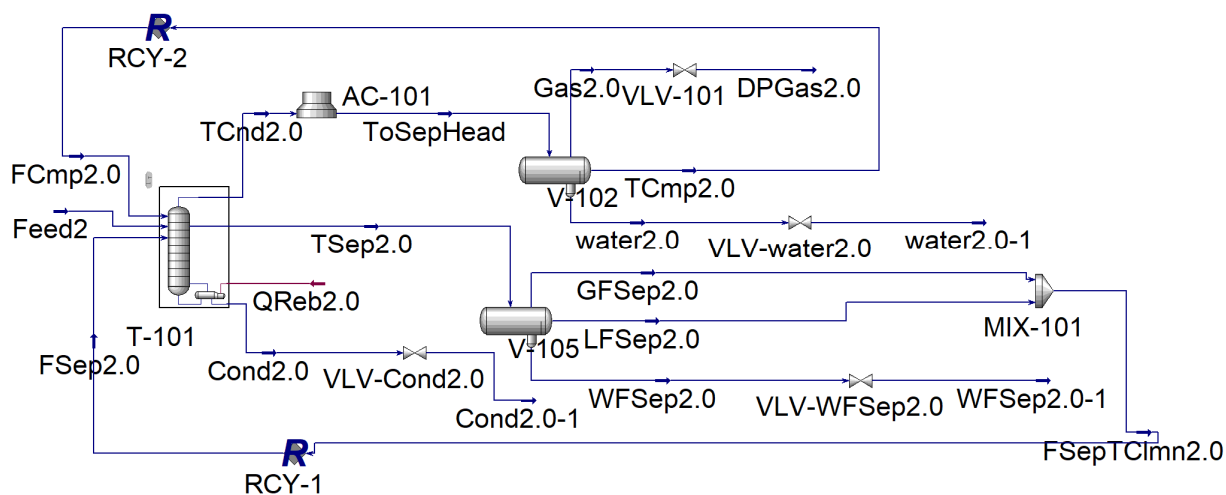 R
RCY-2
AC-101
Gas2.0
VLV-101
DPGas2.0
TCnd2.0
ToSepHead
FCmp2.0
V-102
TCmp2.0
Feed2
TSep2.0
water2.0
VLV-water2.0
water2.0-1
GFSep2.0
QReb2.0
T-101
V-105
LFSep2.0
MIX-101
FSep2.0
Cond2.0
VLV-Cond2.0
WFSep2.0
VLV-WFSep2.0
WFSep2.0-1
Cond2.0-1
FSepTClmn2.0
R
RCY-1